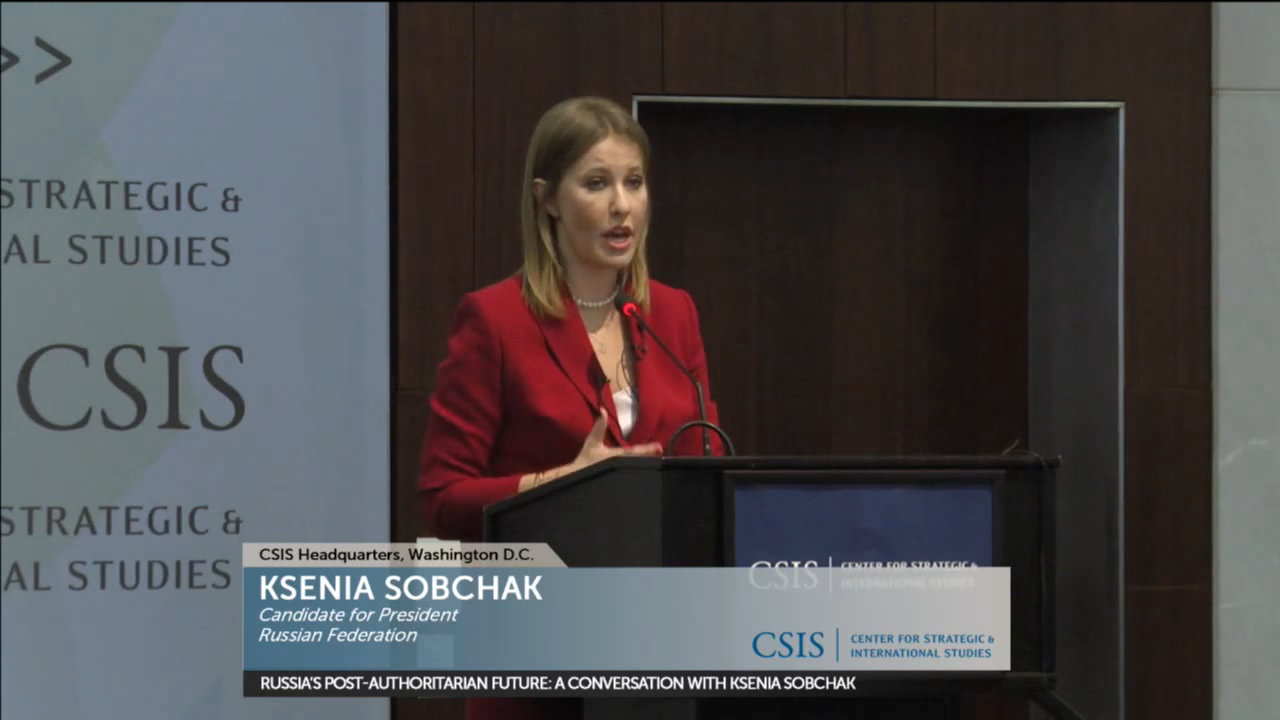 >>
STRATEGIC &
AL STUDIES
CSIS
STRATEGIC &
AL STUDIES
CSIS Headquarters, Washington D.C.
KSENIA SOBCHAK
Candidate for President
Russian Federation
CSIS | CENTER FOR STRATEGIC &
INTERNATIONAL STUDIES
CSIS | CENTER FOR STRATEGIC &
INTERNATIONAL STUDIES
RUSSIA'S POST-AUTHORITARIAN FUTURE: A CONVERSATION WITH KSENIA SOBCHAK